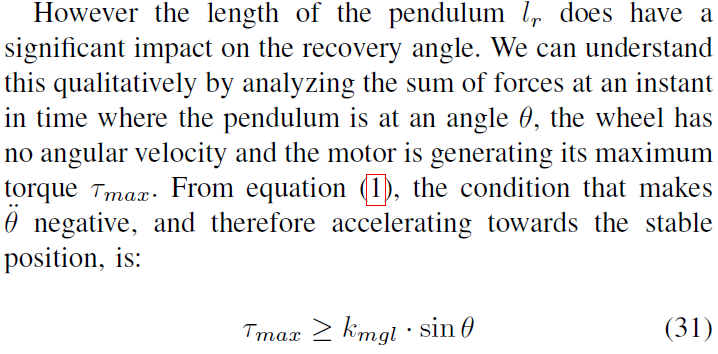 However the length of the pendulum l_r does have a
significant impact on the recovery angle. We can understand
this qualitatively by analyzing the sum of forces at an instant
in time where the pendulum is at an angle θ, the wheel has
no angular velocity and the motor is generating its maximum
torque τ_max. From equation (1), the condition that makes
θ̈ negative, and therefore accelerating towards the stable
position, is:
τ_max ≥ k_mgl · sin θ (31)